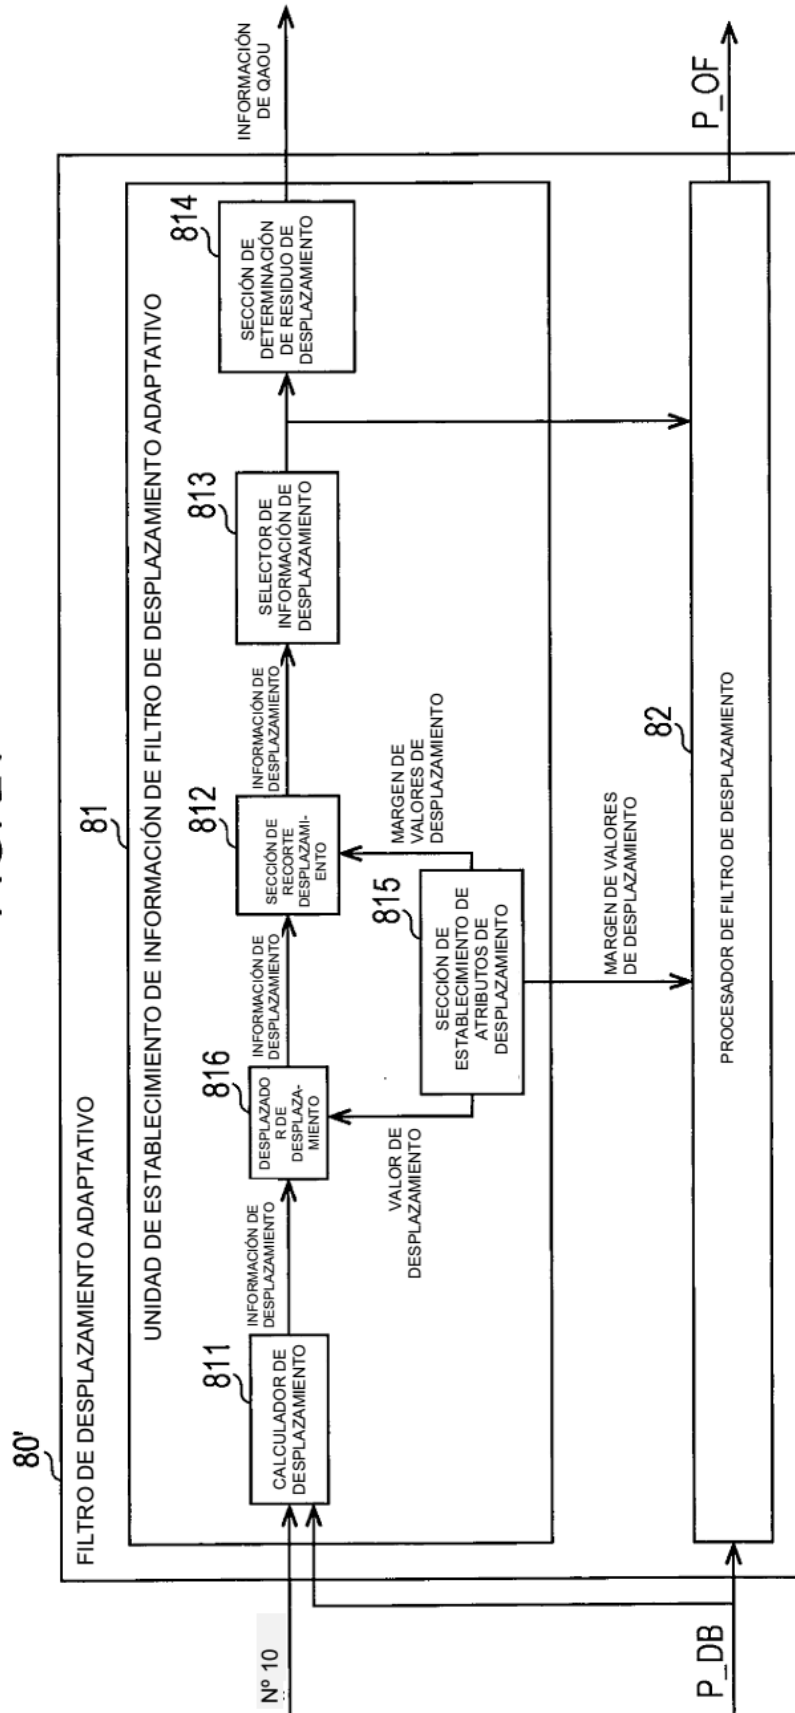 80'
FILTRO DE DESPLAZAMIENTO ADAPTATIVO
81
UNIDAD DE ESTABLECIMIENTO DE INFORMACIÓN DE FILTRO DE DESPLAZAMIENTO ADAPTATIVO
Nº 10
811
CALCULADOR DE
DESPLAZAMIENTO
INFORMACIÓN DE
DESPLAZAMIENTO
816
DESPLAZADO
R DE
DESPLAZA-
MIENTO
INFORMACIÓN DE
DESPLAZAMIENTO
812
SECCIÓN DE
RECORTE
DESPLAZAMI-
ENTO
INFORMACIÓN DE
DESPLAZAMIENTO
813
SELECTOR DE
INFORMACIÓN DE
DESPLAZAMIENTO
814
SECCIÓN DE
DETERMINACIÓN
DE RESIDUO DE
DESPLAZAMIENTO
INFORMACIÓN
DE QAOU
VALOR DE
DESPLAZAMIENTO
815
SECCIÓN DE
ESTABLECIMIENTO DE
ATRIBUTOS DE
DESPLAZAMIENTO
MARGEN DE
VALORES DE
DESPLAZAMIENTO
MARGEN DE VALORES
DE DESPLAZAMIENTO
82
PROCESADOR DE FILTRO DE DESPLAZAMIENTO
P_DB
P_OF